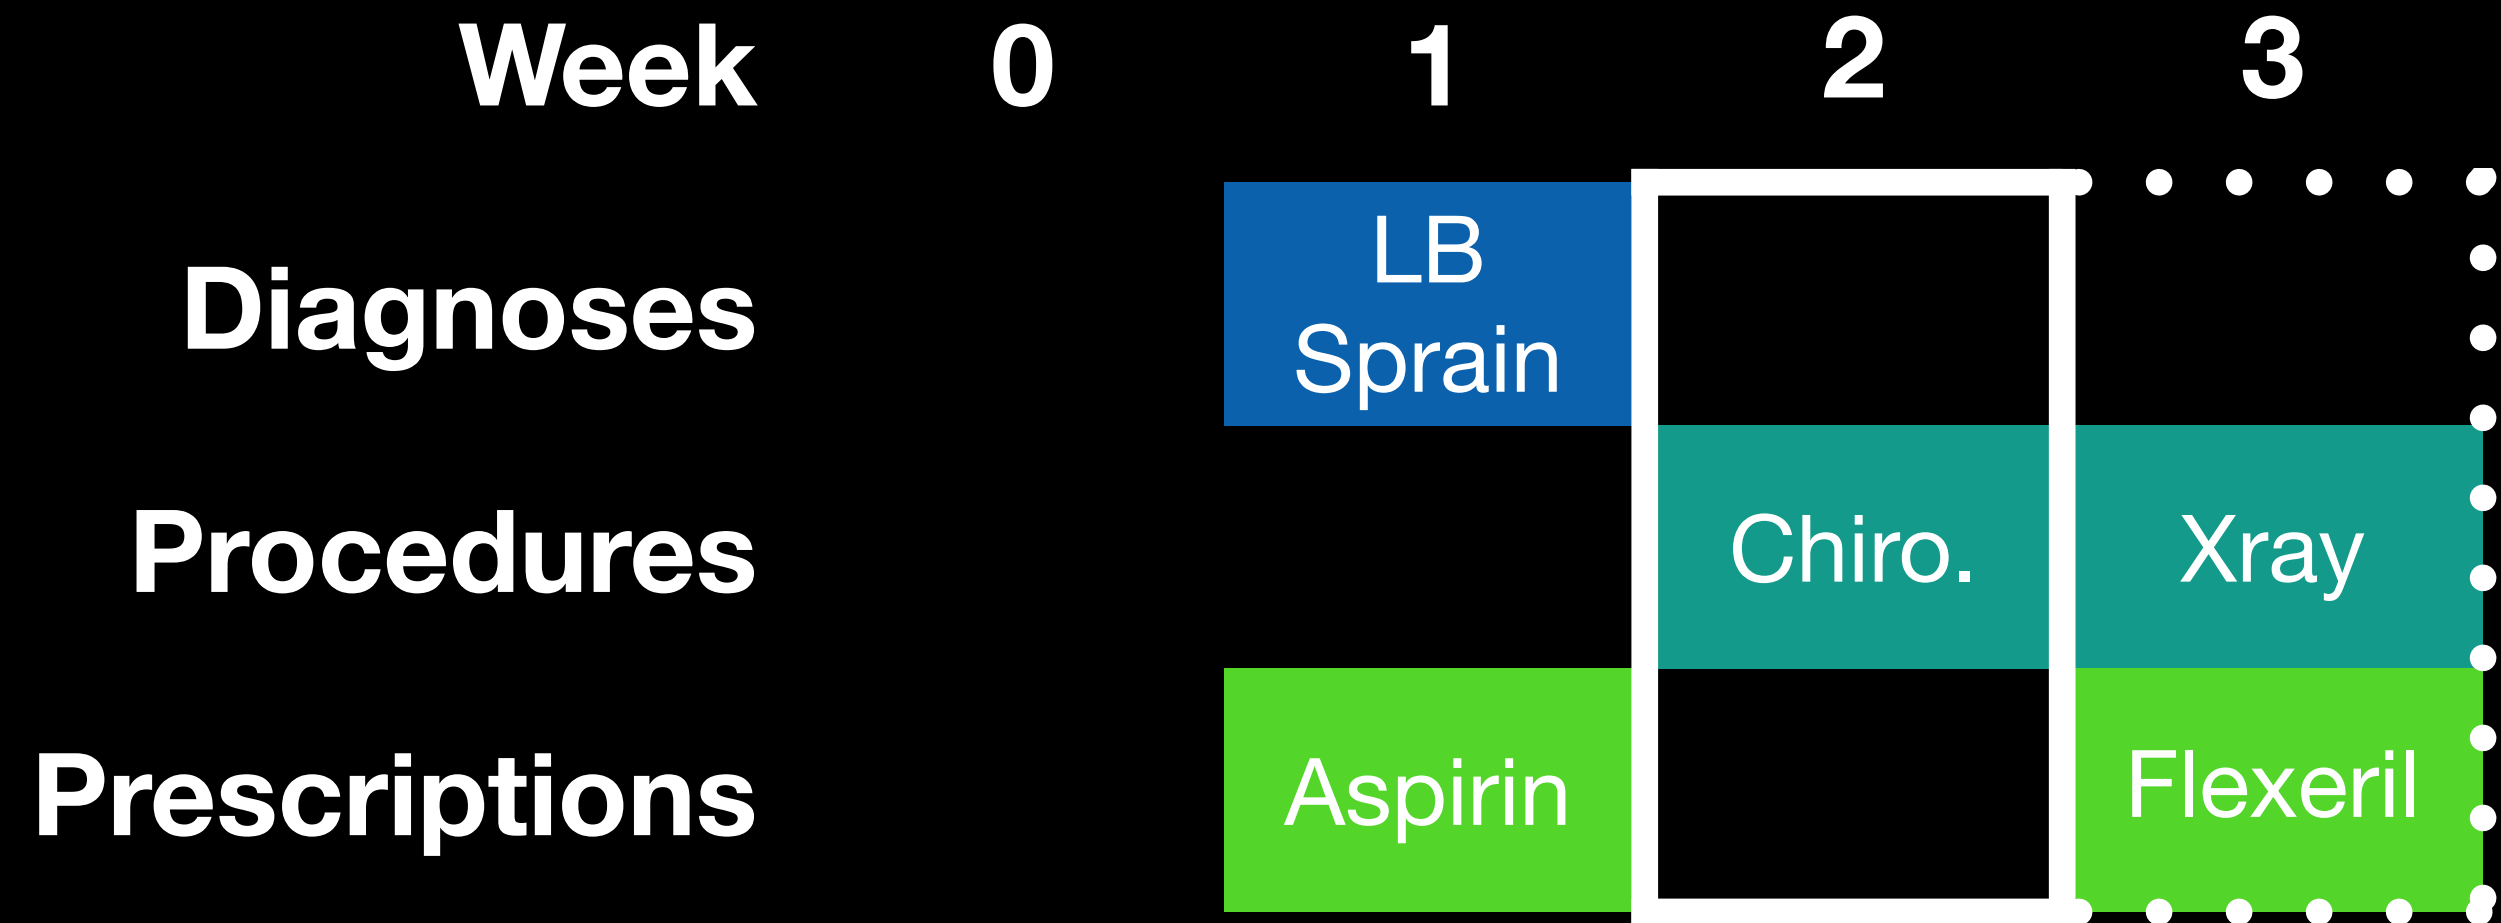 Week 0 1 2 3
Diagnoses LB
Sprain
Procedures Chiro. Xray
Prescriptions Aspirin Flexeril